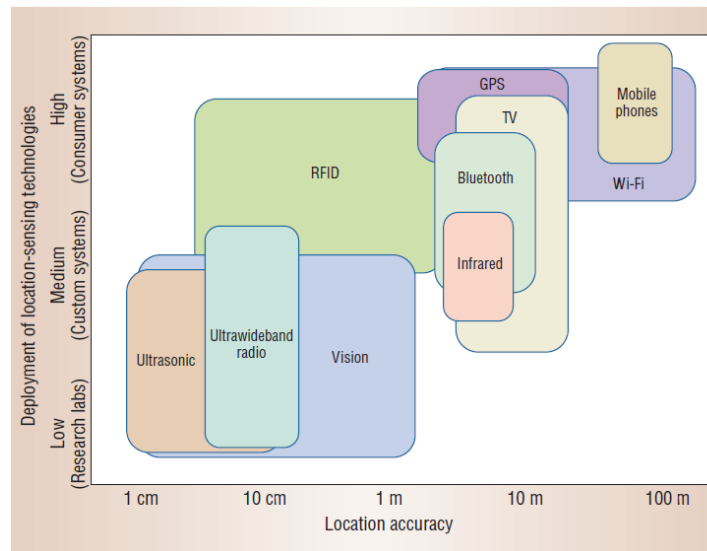 Deployment of location-sensing technologies
High
(Consumer systems)
Medium
(Custom systems)
Low
(Research labs)
GPS
TV
Mobile
phones
RFID
Bluetooth
Wi-Fi
Infrared
Ultrasonic
Ultrawideband
radio
Vision
1 cm
10 cm
1 m
10 m
100 m
Location accuracy